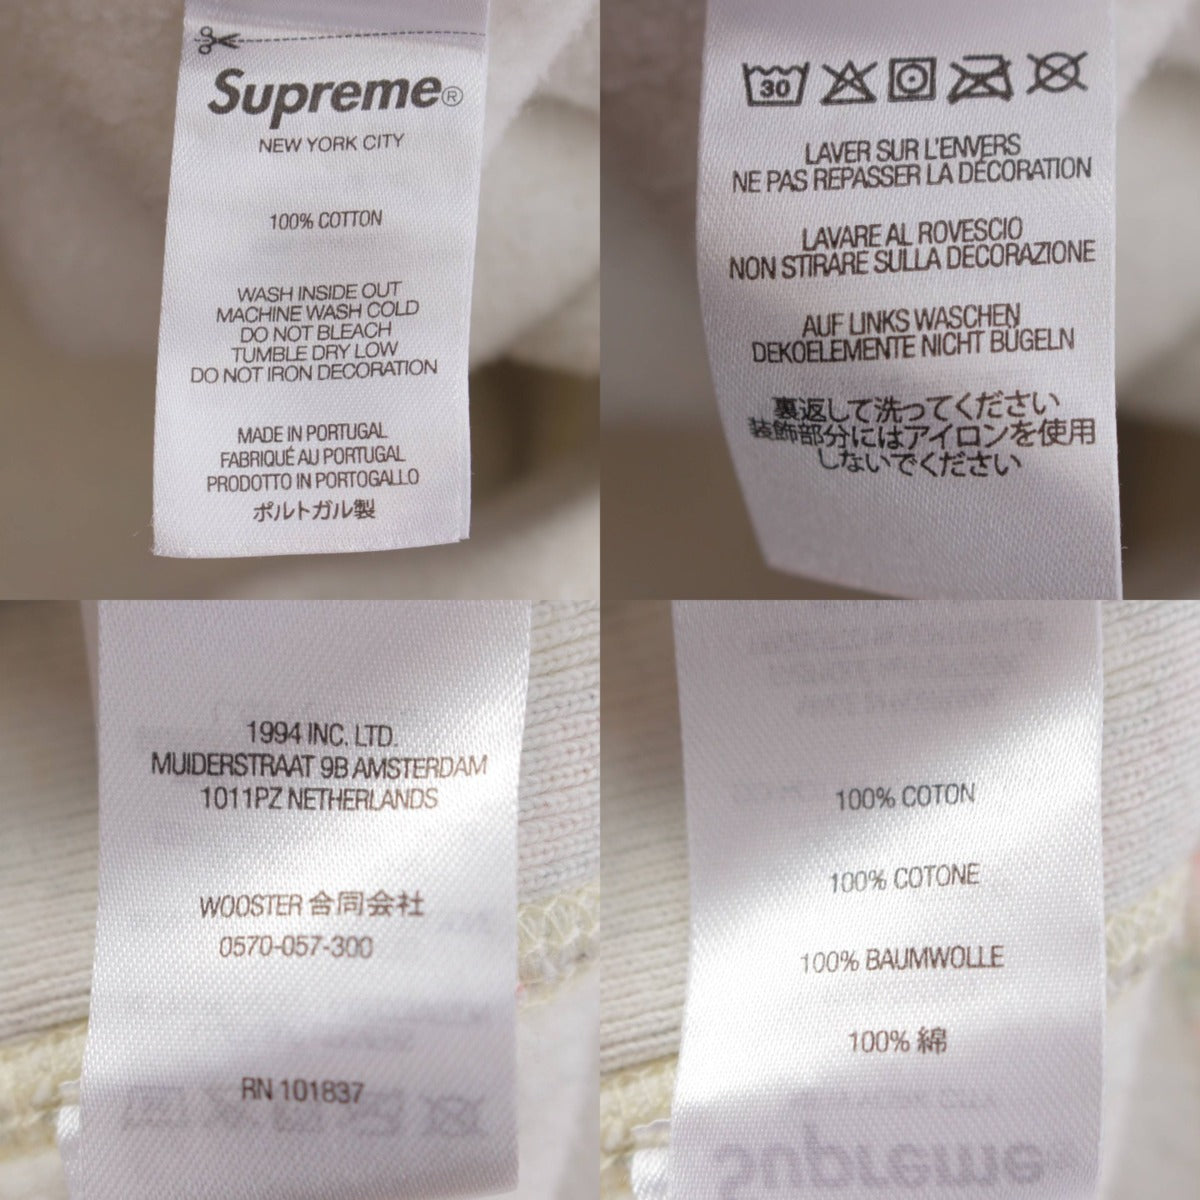 Supreme®
NEW YORK CITY
100% COTTON
WASH INSIDE OUT
MACHINE WASH COLD
DO NOT BLEACH
TUMBLE DRY LOW
DO NOT IRON DECORATION
MADE IN PORTUGAL
FABRIQUÉ AU PORTUGAL
PRODOTTO IN PORTOGALLO
ポルトガル製
30
LAVER SUR L'ENVERS
NE PAS REPASSER LA DÉCORATION
LAVARE AL ROVESCIO
NON STIRARE SULLA DECORAZIONE
AUF LINKS WASCHEN
DEKOELEMENTE NICHT BÜGELN
裏返して洗ってください
装飾部分にはアイロンを使用
しないでください
1994 INC. LTD.
MUIDERSTRAAT 9B AMSTERDAM
1011PZ NETHERLANDS
WOOSTER 合同会社
0570-057-300
RN 101837
100% COTON
100% COTONE
100% BAUMWOLLE
100% 綿
Supreme